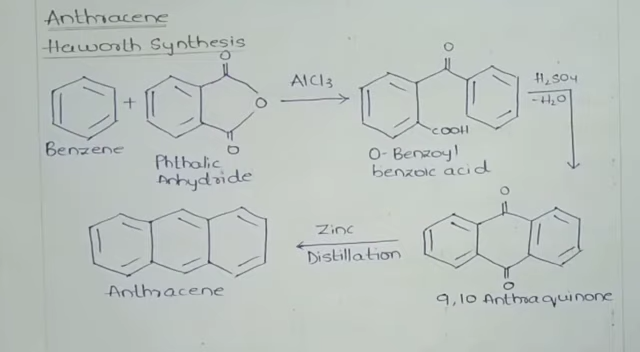 Anthracene
Haworth Synthesis
O
O
O
Benzene
+
Phthalic
Anhydride
AlCl3
O
COOH
O-Benzoyl
benzoic acid
H2SO4
-H2O
O
O
9,10 Anthraquinone
Zinc
Distillation
Anthracene